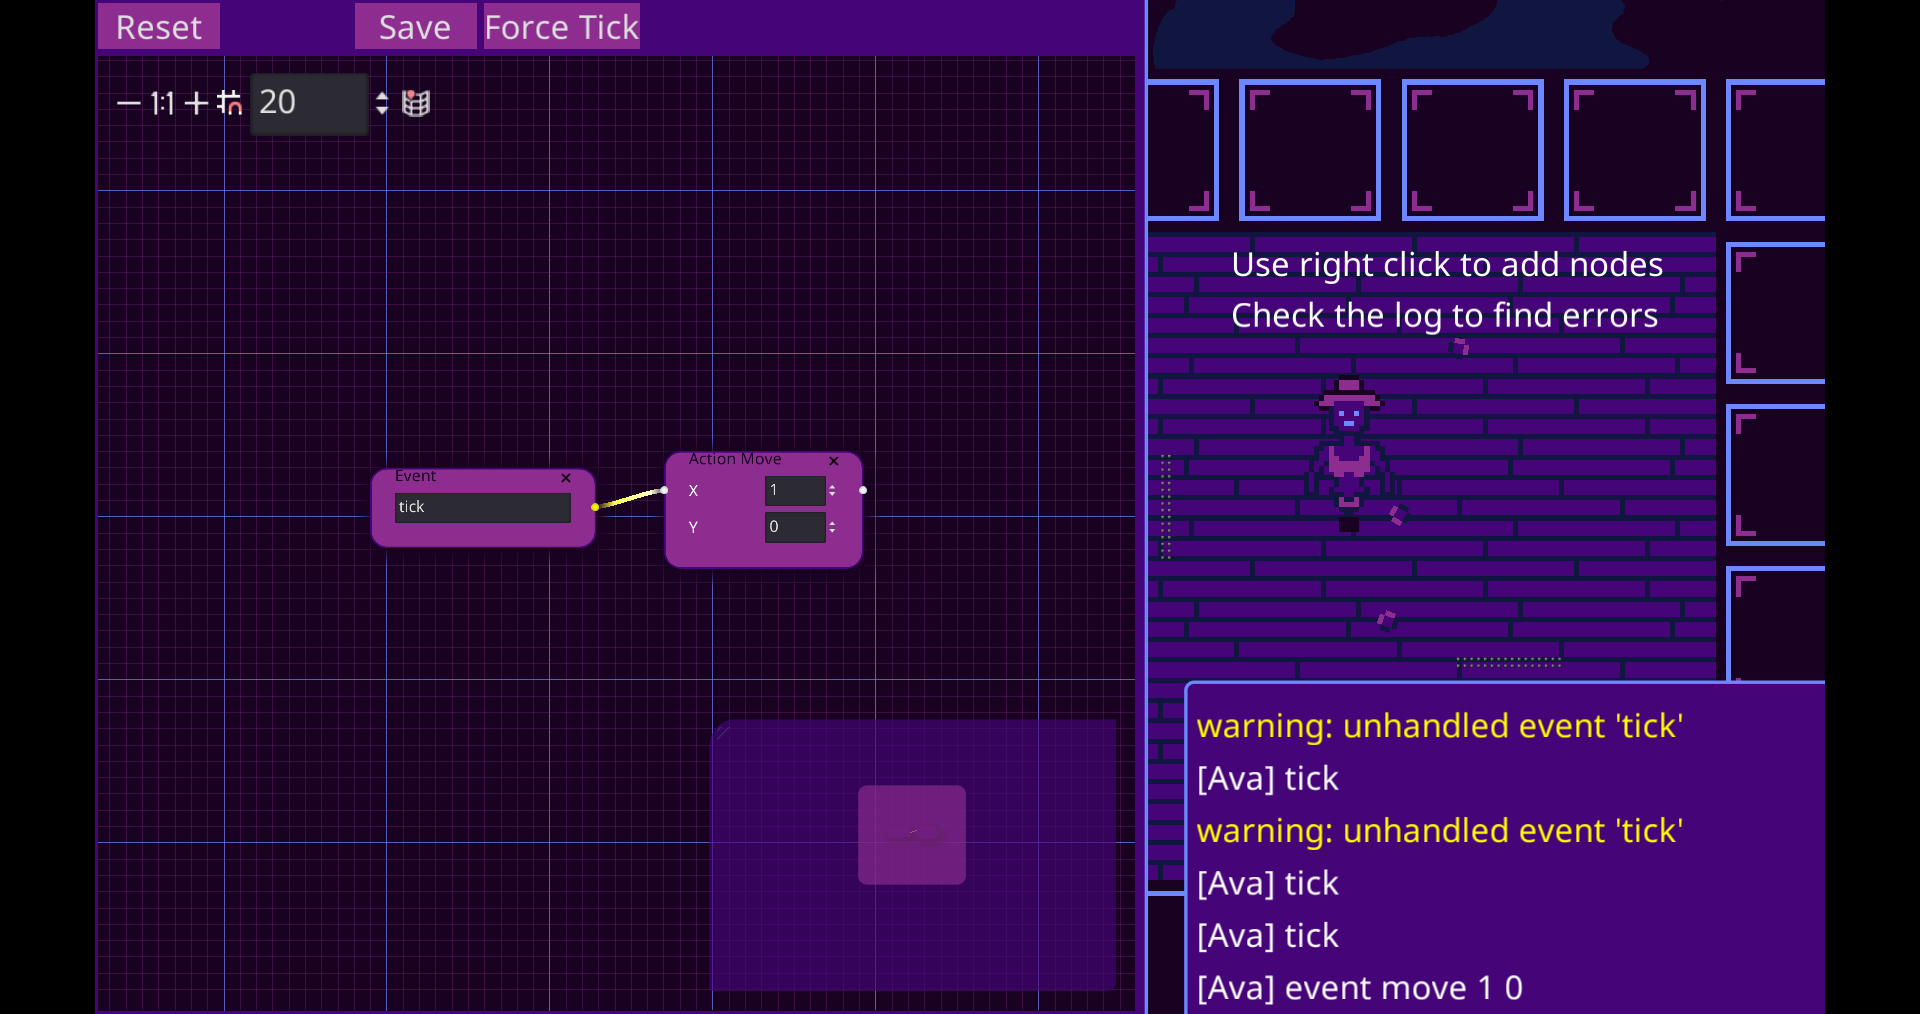 Reset Save Force Tick
1:1 20
Event
tick
Action Move
X 1
Y 0
Use right click to add nodes
Check the log to find errors
warning: unhandled event 'tick'
[Ava] tick
warning: unhandled event 'tick'
[Ava] tick
[Ava] tick
[Ava] event move 1 0